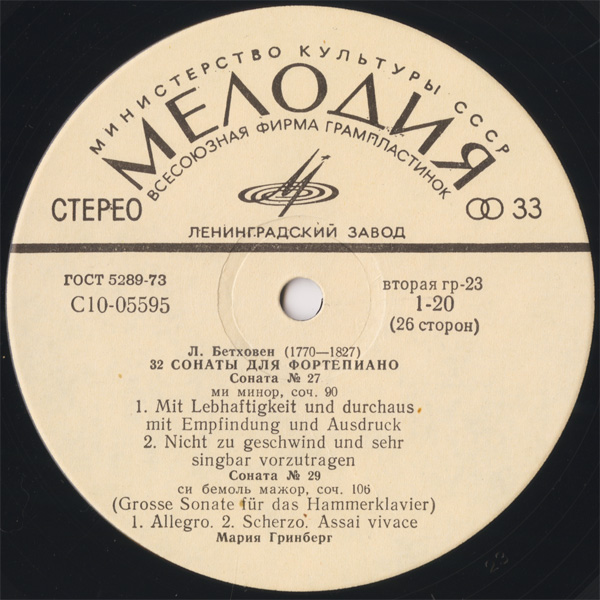 МИНИСТЕРСТВО КУЛЬТУРЫ СССР
МЕЛОДИЯ
ВСЕСОЮЗНАЯ ФИРМА ГРАМПЛАСТИНОК
СТЕРЕО
33
ЛЕНИНГРАДСКИЙ ЗАВОД
ГОСТ 5289-73
С10-05595
вторая гр-23
1-20
(26 сторон)
Л. Бетховен (1770—1827)
32 СОНАТЫ ДЛЯ ФОРТЕПИАНО
Соната № 27
ми минор, соч. 90
1. Mit Lebhaftigkeit und durchaus
mit Empfindung und Ausdruck
2. Nicht zu geschwind und sehr
singbar vorzutragen
Соната № 29
си бемоль мажор, соч. 106
(Grosse Sonate für das Hammerklavier)
1. Allegro. 2. Scherzo. Assai vivace
Мария Гринберг